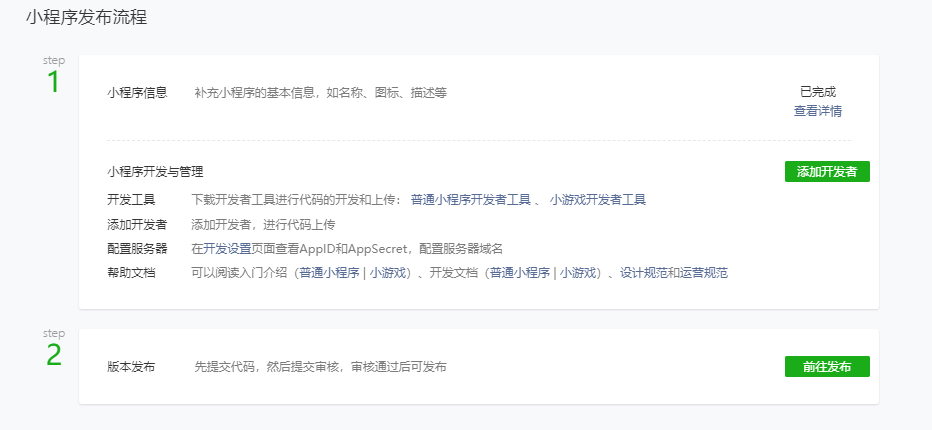 小程序发布流程
step
1
小程序信息 补充小程序的基本信息，如名称、图标、描述等 已完成
查看详情
小程序开发与管理 添加开发者
开发工具 下载开发者工具进行代码的开发和上传： 普通小程序开发者工具 、 小游戏开发者工具
添加开发者 添加开发者，进行代码上传
配置服务器 在开发设置页面查看AppID和AppSecret，配置服务器域名
帮助文档 可以阅读入门介绍（普通小程序 | 小游戏）、开发文档（普通小程序 | 小游戏）、设计规范和运营规范
step
2
版本发布 先提交代码，然后提交审核，审核通过后可发布 前往发布